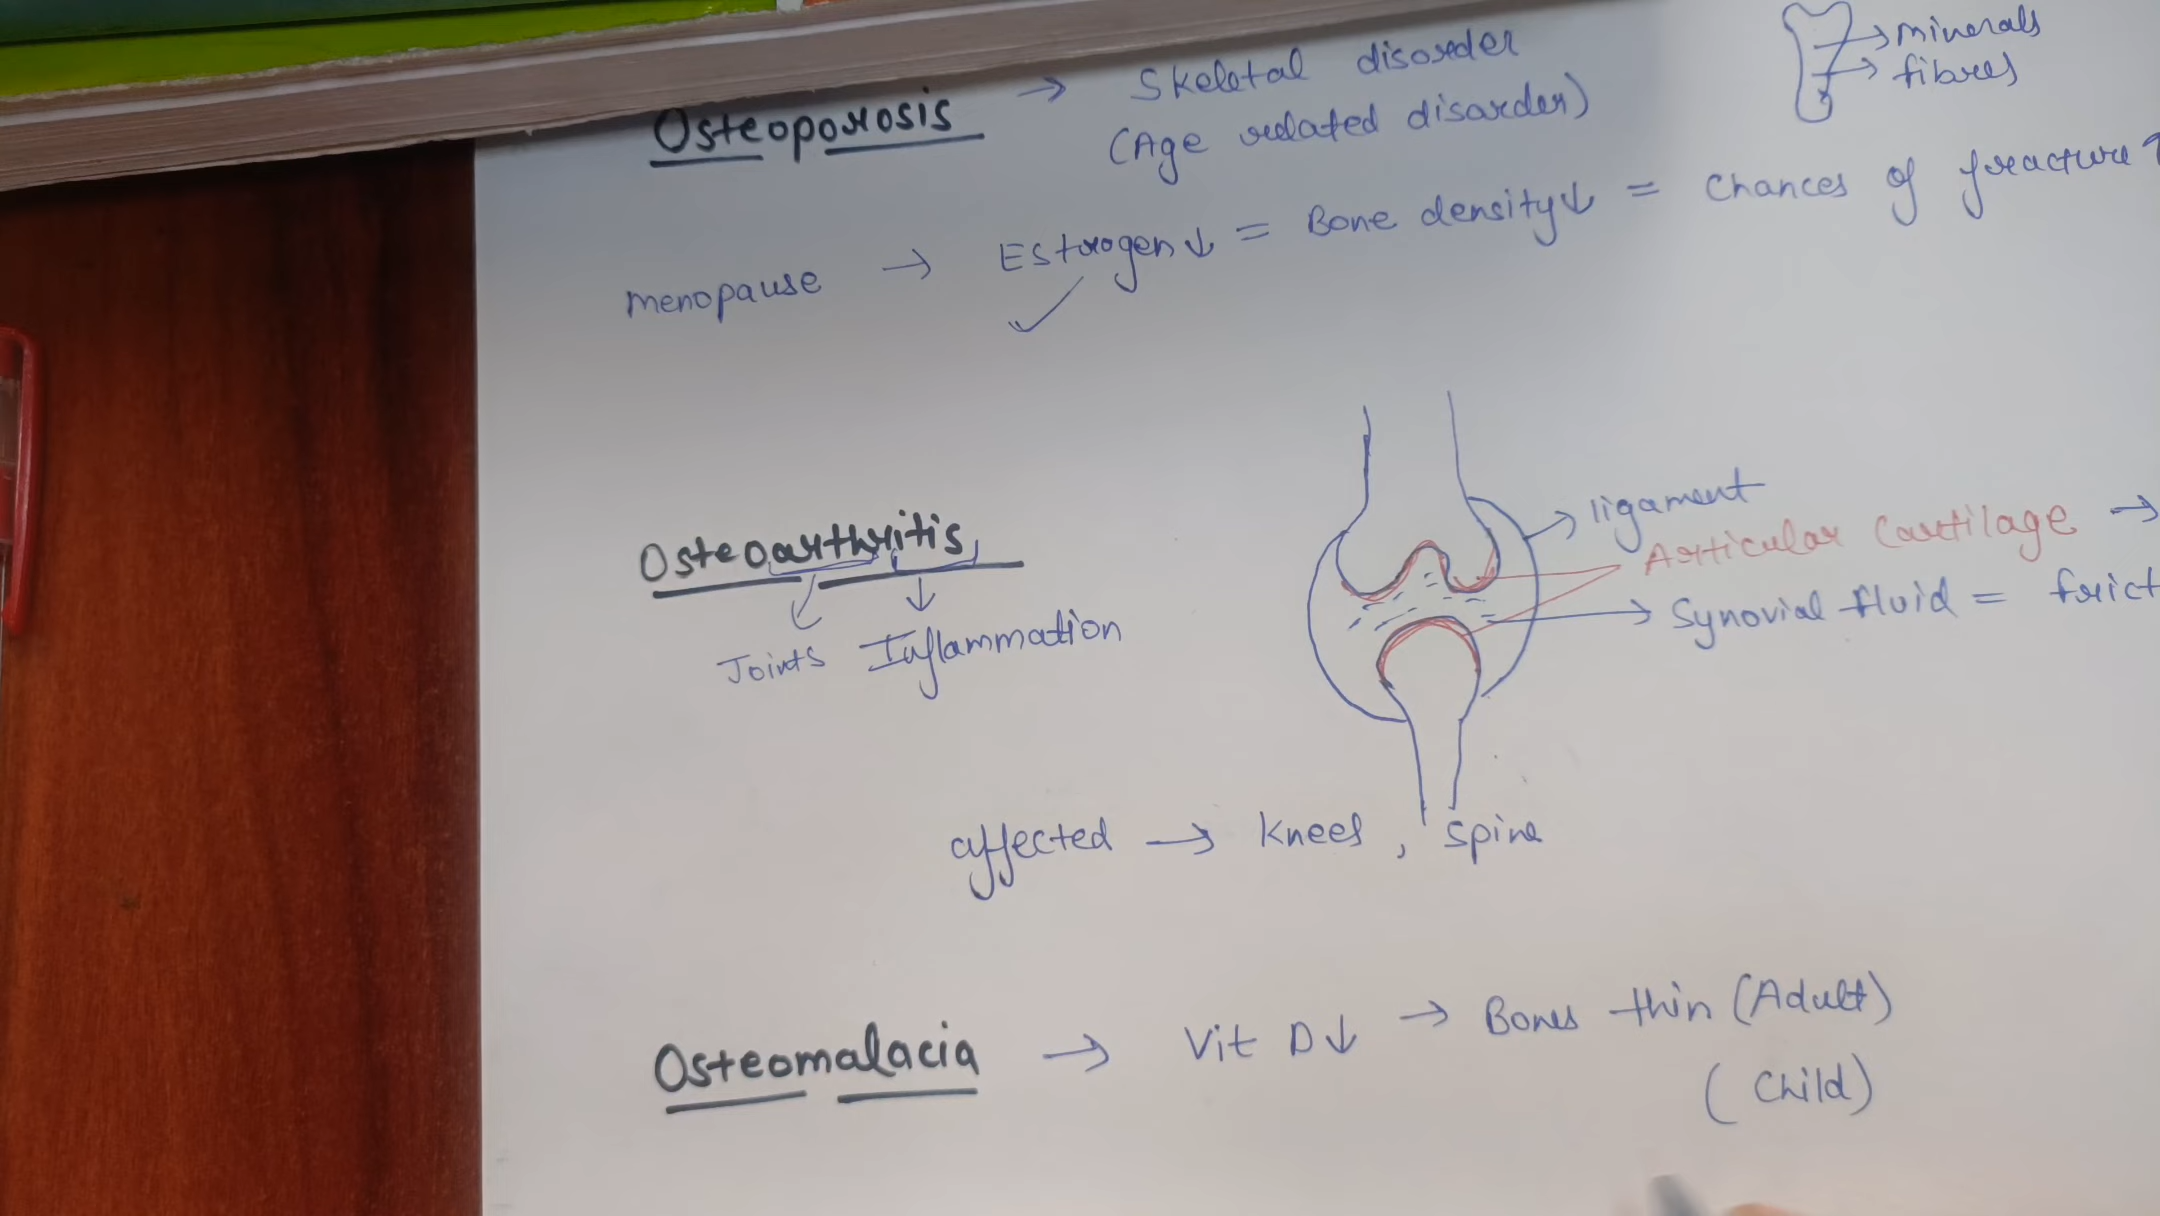 minerals
fibres
Osteoporosis → Skeletal disorder
(Age related disorder)
menopause → Estrogen↓ = Bone density↓ = Chances of fracture↑
ligament
Articular Cartilage →
Synovial fluid = frict
Osteoarthritis
Joints Inflammation
affected → Knees, Spine
Osteomalacia → Vit D↓ → Bones thin (Adult)
(Child)